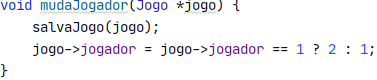 void mudaJogador(Jogo *jogo) {
    salvaJogo(jogo);
    jogo->jogador = jogo->jogador == 1 ? 2 : 1;
}